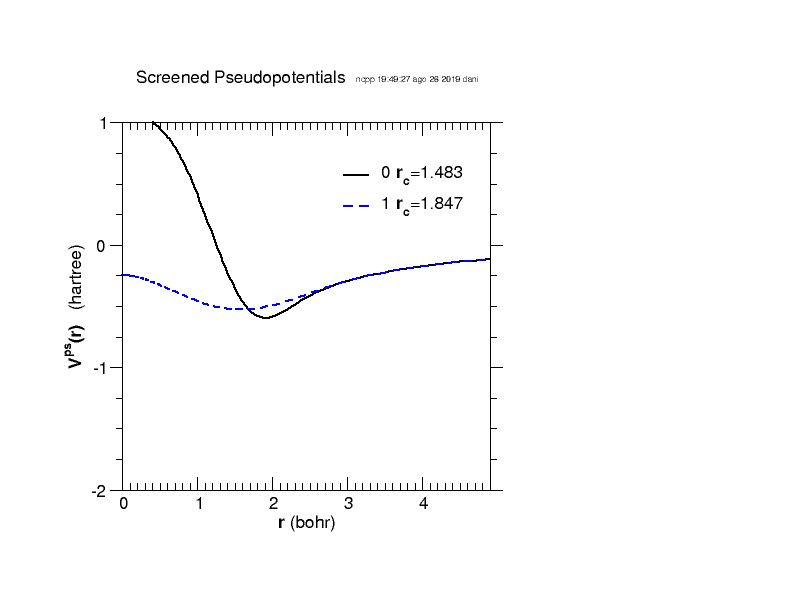 Screened Pseudopotentials ncpp 19:49:27 ago 26 2019 dani
1
0 rc=1.483
1 rc=1.847
0
-1
-2
Vps(r) (hartree)
0 1 2 3 4
r (bohr)